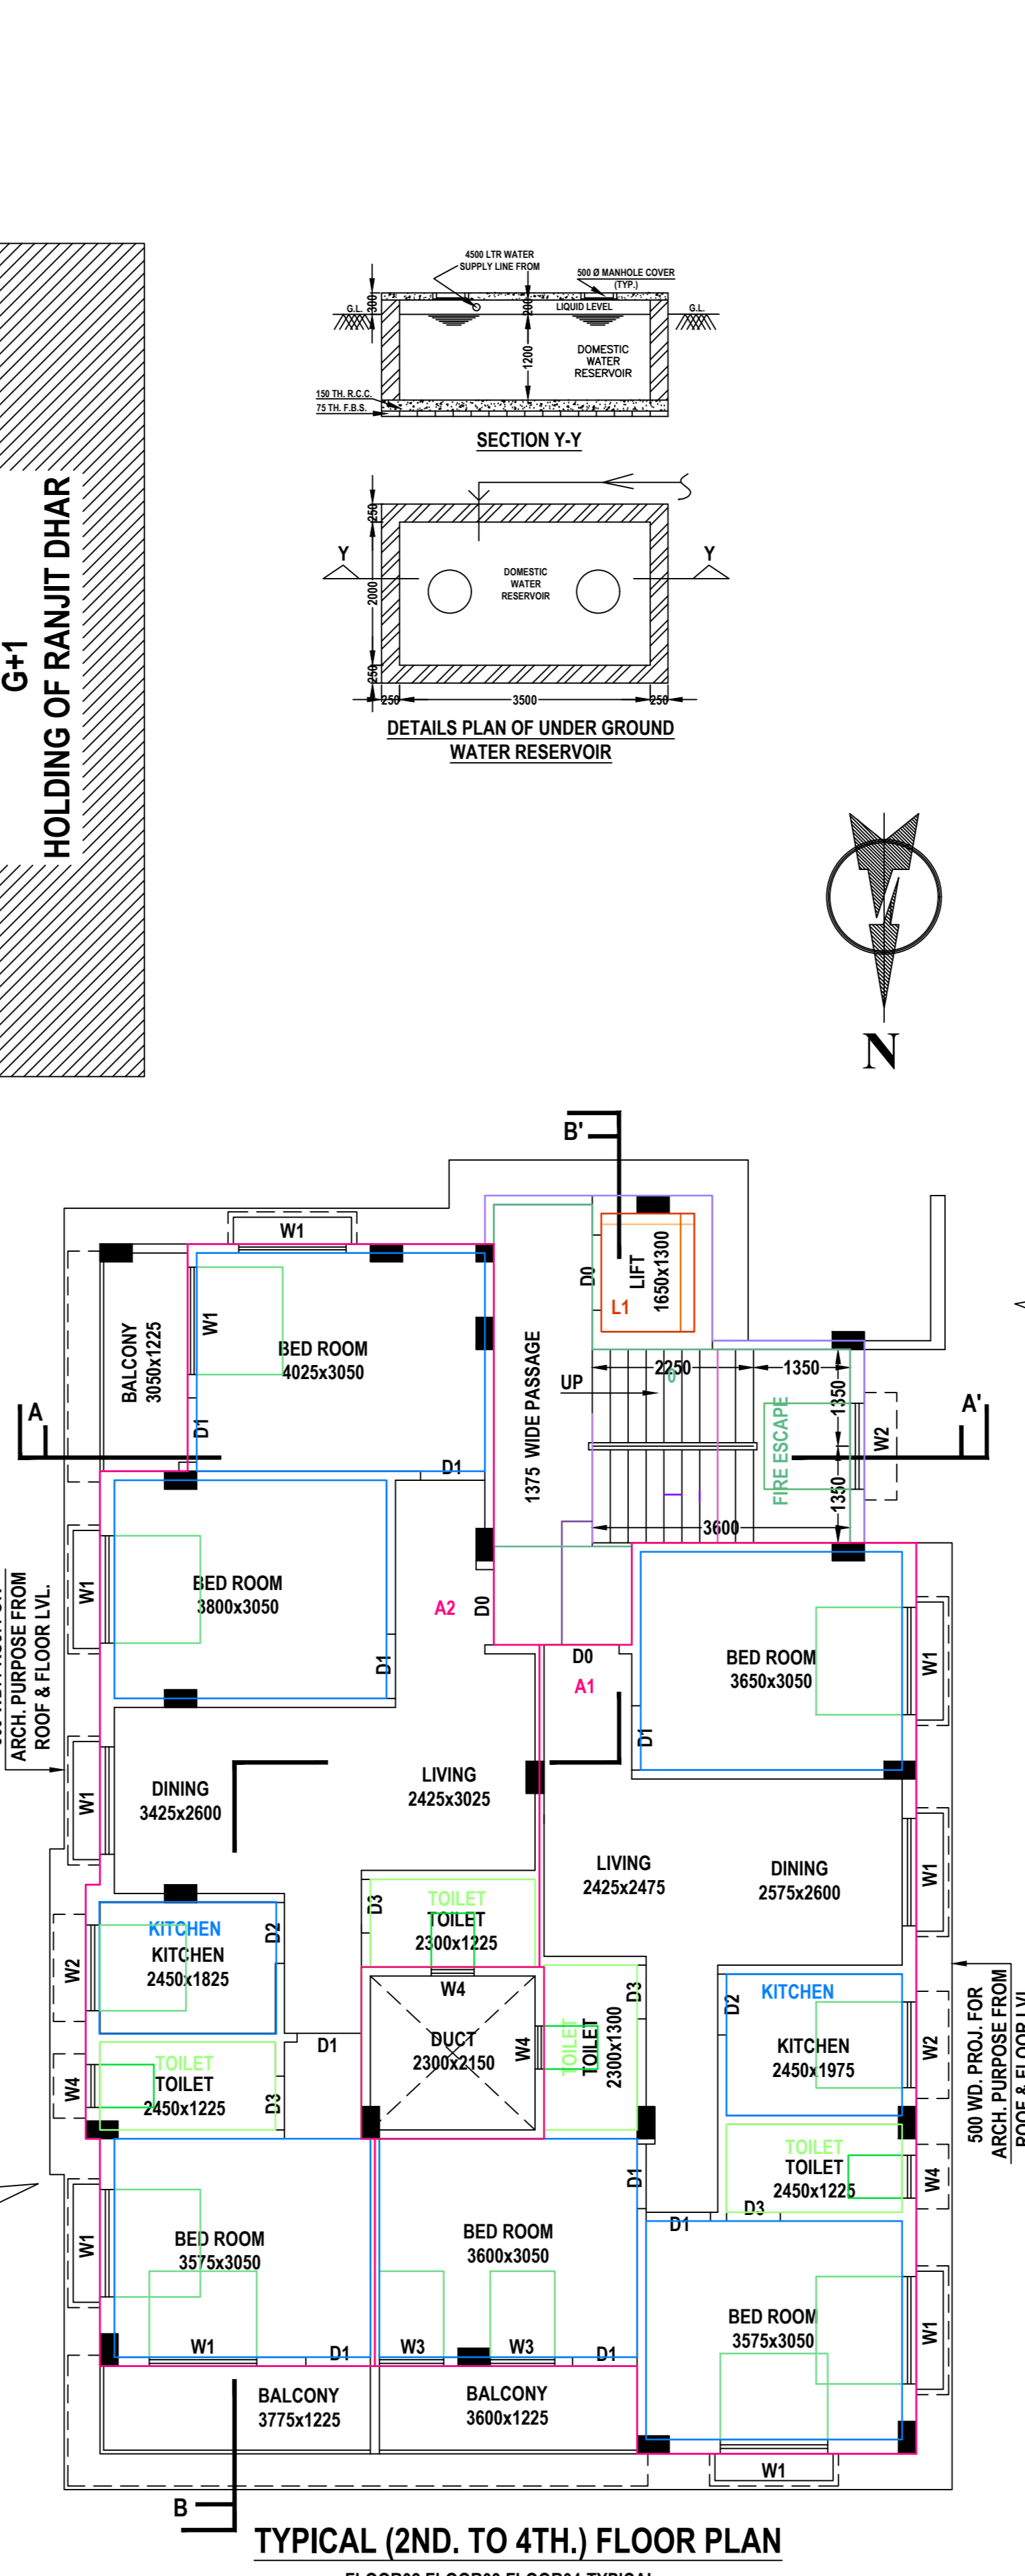 4500 LTR WATER
SUPPLY LINE FROM
500 Ø MANHOLE COVER
(TYP.)
G.L.
300
200
LIQUID LEVEL
G.L.
1200
DOMESTIC
WATER
RESERVOIR
150 TH. R.C.C.
75 TH. F.B.S.
SECTION Y-Y
G+1
HOLDING OF RANJIT DHAR
250
Y
Y
2000
DOMESTIC
WATER
RESERVOIR
250
250
3500
250
DETAILS PLAN OF UNDER GROUND
WATER RESERVOIR
N
B'
W1
D0
LIFT
1650x1300
L1
BALCONY
3050x1225
W1
BED ROOM
4025x3050
1375 WIDE PASSAGE
UP
2250
0
1350
1350
FIRE ESCAPE
W2
A
A'
D1
D1
1350
3600
W1
BED ROOM
3800x3050
A2
D0
D1
D0
A1
BED ROOM
3650x3050
W1
D1
ARCH. PURPOSE FROM
ROOF & FLOOR LVL.
W1
DINING
3425x2600
LIVING
2425x3025
LIVING
2425x2475
DINING
2575x2600
W1
D3
TOILET
TOILET
2300x1225
KITCHEN
KITCHEN
2450x1825
D2
W2
W4
DUCT
2300x2150
W4
TOILET
TOILET
2300x1300
D3
D2
KITCHEN
KITCHEN
2450x1975
W2
500 WD. PROJ. FOR
ARCH. PURPOSE FROM
D1
W4
TOILET
TOILET
2450x1225
D3
D1
TOILET
TOILET
2450x1225
W4
D3
D1
W1
BED ROOM
3575x3050
BED ROOM
3600x3050
BED ROOM
3575x3050
W1
W1
D1
W3
W3
D1
BALCONY
3775x1225
BALCONY
3600x1225
W1
B
TYPICAL (2ND. TO 4TH.) FLOOR PLAN